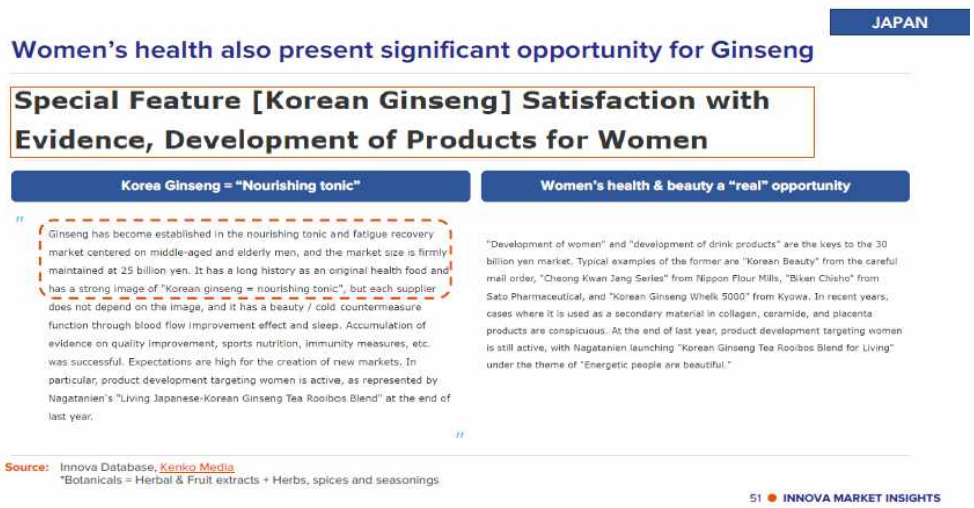 JAPAN
Women's health also present significant opportunity for Ginseng
Special Feature [Korean Ginseng] Satisfaction with
Evidence, Development of Products for Women
Korea Ginseng = "Nourishing tonic"
"
Ginseng has become established in the nourishing tonic and fatigue recovery
market centered on middle-aged and elderly men, and the market size is firmly
maintained at 25 billion yen. It has a long history as an original health food and
has a strong image of "Korean ginseng = nourishing tonic", but each supplier
does not depend on the image, and it has a beauty / cold countermeasure
function through blood flow improvement effect and sleep. Accumulation of
evidence on quality improvement, sports nutrition, immunity measures, etc.
was successful. Expectations are high for the creation of new markets. In
particular, product development targeting women is active, as represented by
Nagatanien's "Living Japanese-Korean Ginseng Tea Rooibos Blend" at the end of
last year.
"
Women's health & beauty a "real" opportunity
"Development of women" and "development of drink products" are the keys to the 30
billion yen market. Typical examples of the former are "Korean Beauty" from the careful
mail order, "Cheong Kwan Jang Series" from Nippon Flour Mills, "Biken Chisho" from
Sato Pharmaceutical, and "Korean Ginseng Whelk 5000" from Kyowa. In recent years,
cases where it is used as a secondary material in collagen, ceramide, and placenta
products are conspicuous. At the end of last year, product development targeting women
is still active, with Nagatanien launching "Korean Ginseng Tea Rooibos Blend for Living"
under the theme of "Energetic people are beautiful."
Source: Innova Database, Kenko Media
*Botanicals = Herbal & Fruit extracts + Herbs, spices and seasonings
51 ● INNOVA MARKET INSIGHTS